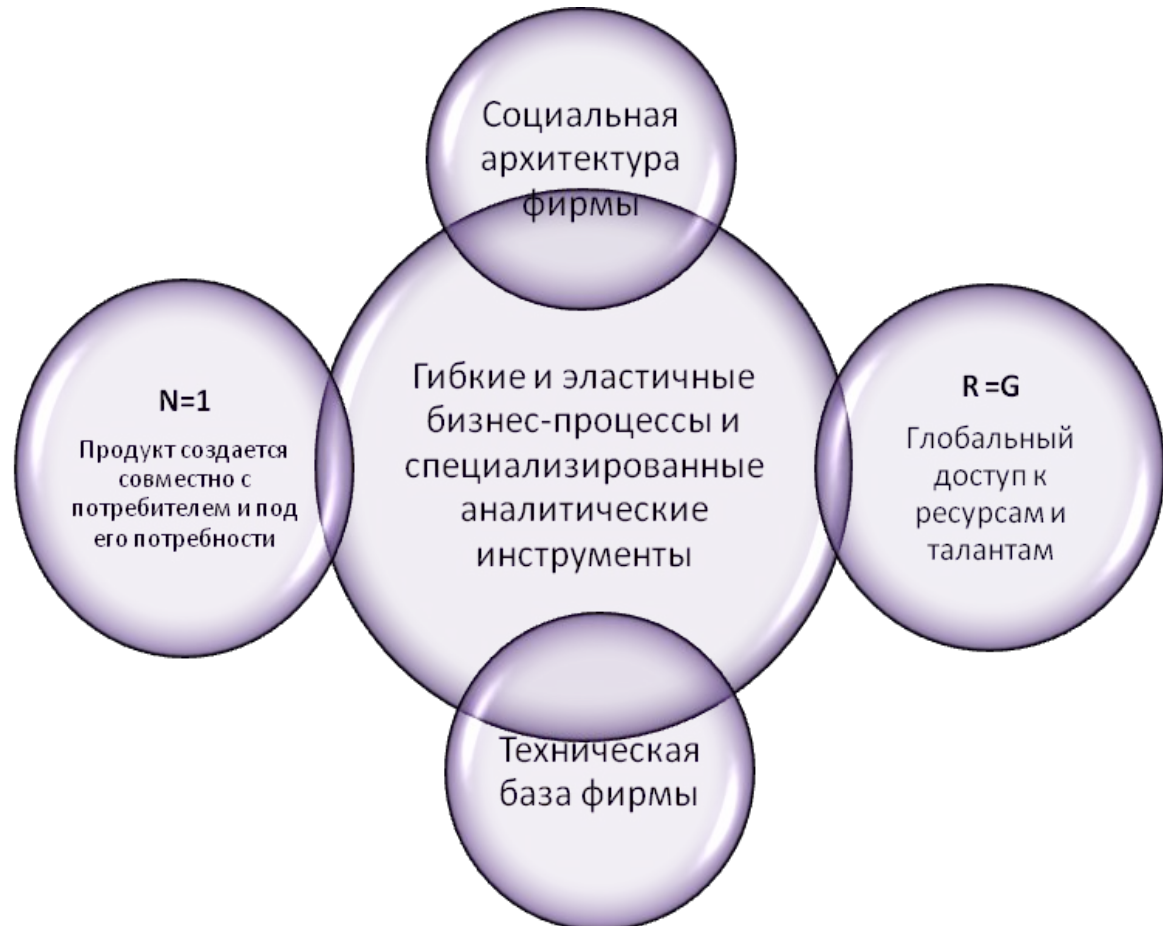 Социальная
архитектура
фирмы
N=1
Продукт создается
совместно с
потребителем и под
его потребности
Гибкие и эластичные
бизнес-процессы и
специализированные
аналитические
инструменты
R =G
Глобальный
доступ к
ресурсам и
талантам
Техническая
база фирмы